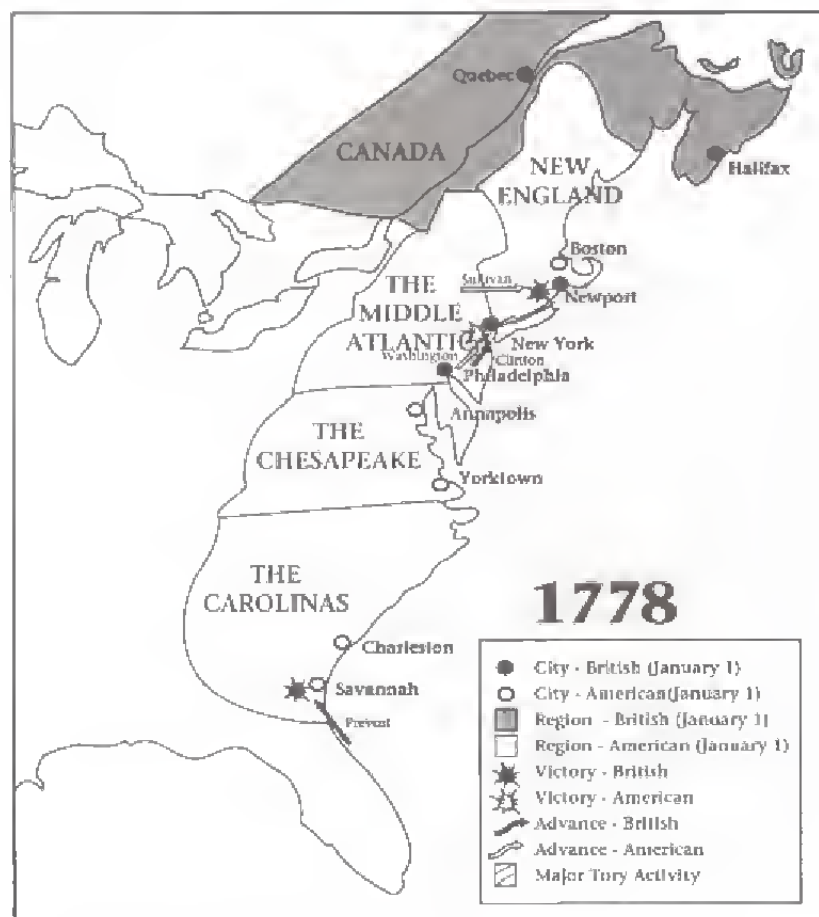 Quebec
CANADA
NEW
ENGLAND
Halifax
Boston
Sullivan
Newport
THE
MIDDLE
ATLANTIC
New York
Washington
Clinton
Philadelphia
Annapolis
THE
CHESAPEAKE
Yorktown
THE
CAROLINAS
1778
Charleston
Savannah
Prevost
City - British (January 1)
City - American(January 1)
Region - British (January 1)
Region - American (January 1)
Victory - British
Victory - American
Advance - British
Advance - American
Major Tory Activity